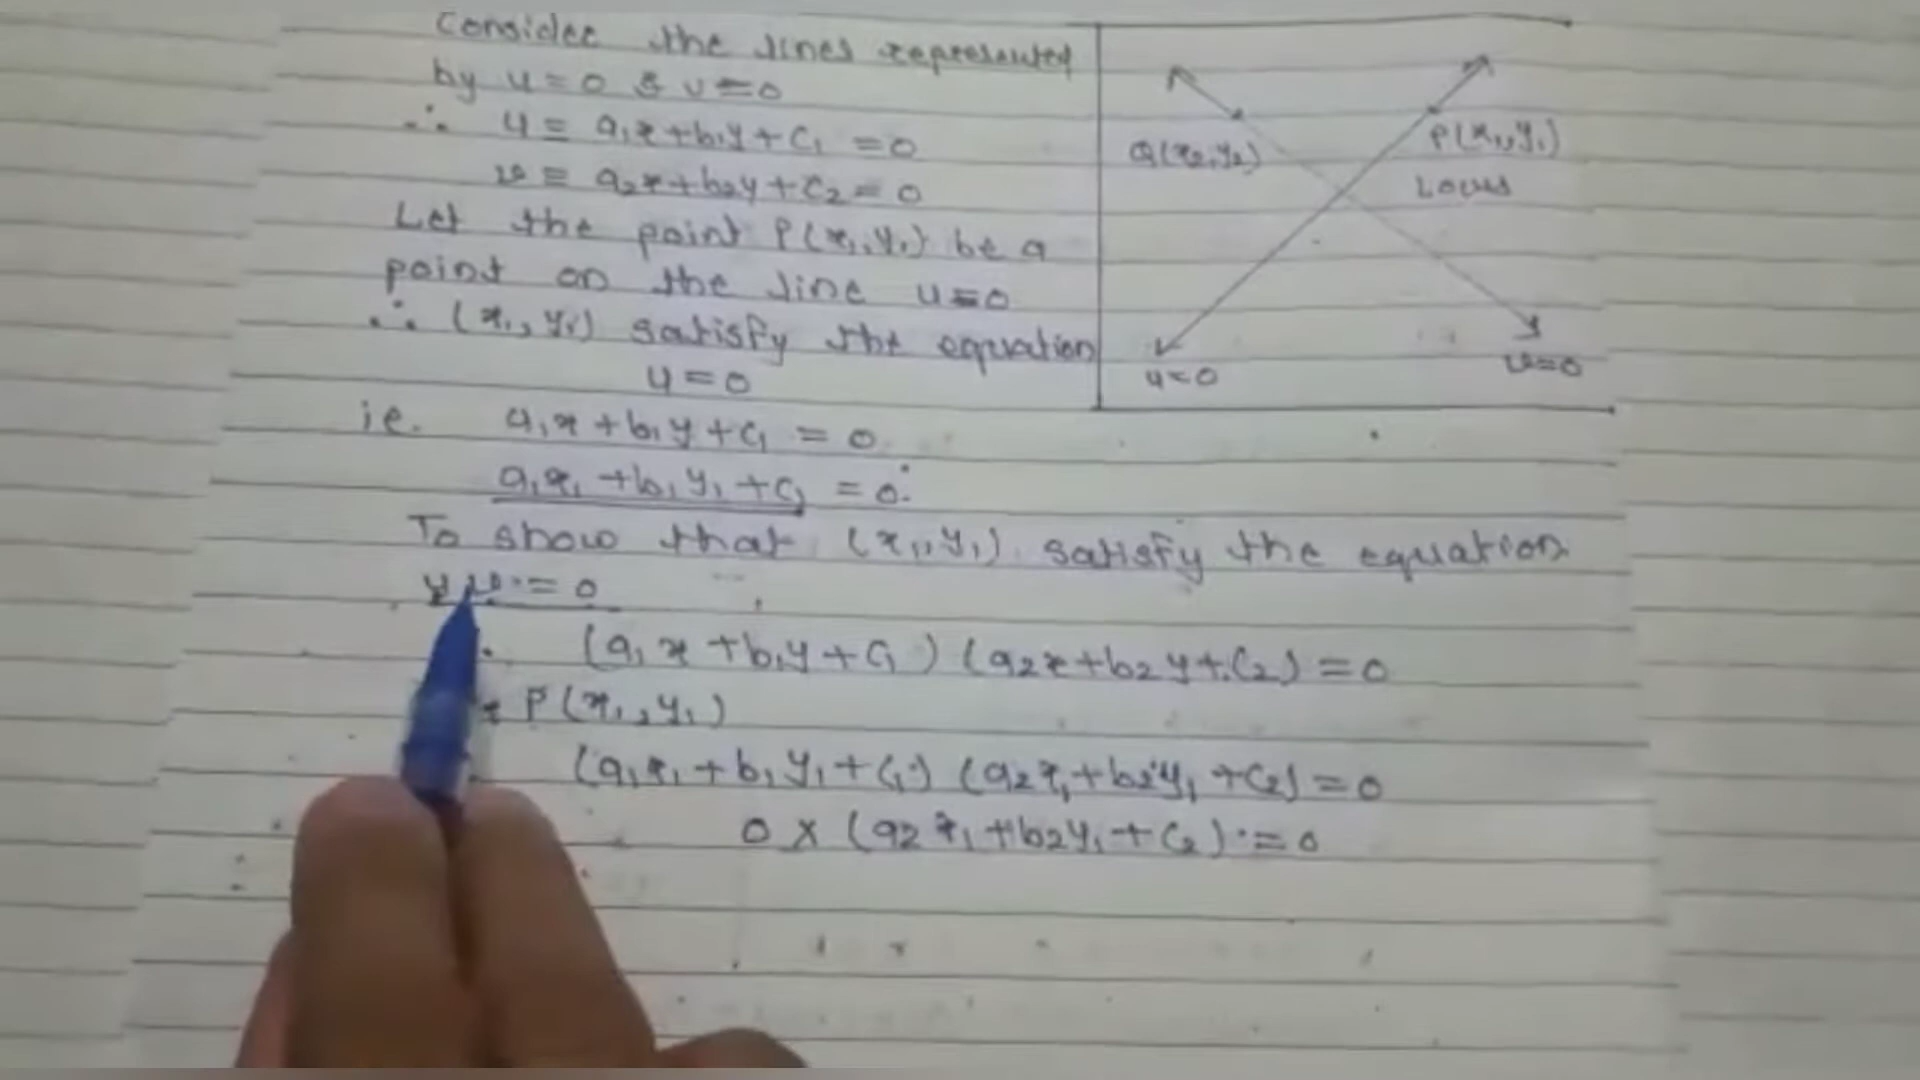 Consider the lines represented
by u = 0 & v = 0
∴ u ≡ a₁x + b₁y + c₁ = 0
v ≡ a₂x + b₂y + c₂ = 0
Let the point P(x₁, y₁) be a
point on the line u = 0
∴ (x₁, y₁) satisfy the equation
u = 0
ie. a₁x + b₁y + c₁ = 0
a₁x₁ + b₁y₁ + c₁ = 0
To show that (x₁, y₁) satisfy the equation
uv = 0
(a₁x + b₁y + c₁) (a₂x + b₂y + c₂) = 0
P(x₁, y₁)
(a₁x₁ + b₁y₁ + c₁) (a₂x₁ + b₂y₁ + c₂) = 0
0 × (a₂x₁ + b₂y₁ + c₂) = 0
Q(x₂, y₂)
P(x₁, y₁)
Locus
u = 0
v = 0